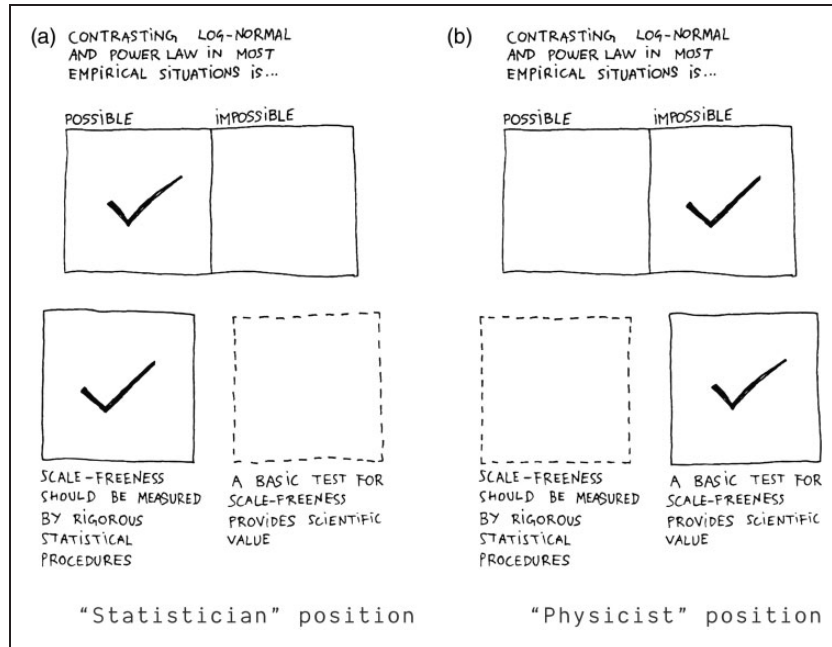 (a) CONTRASTING LOG-NORMAL
AND POWER LAW IN MOST
EMPIRICAL SITUATIONS IS...
POSSIBLE IMPOSSIBLE
SCALE-FREENESS
SHOULD BE MEASURED
BY RIGOROUS
STATISTICAL
PROCEDURES
A BASIC TEST FOR
SCALE-FREENESS
PROVIDES SCIENTIFIC
VALUE
"Statistician" position
(b) CONTRASTING LOG-NORMAL
AND POWER LAW IN MOST
EMPIRICAL SITUATIONS IS...
POSSIBLE IMPOSSIBLE
SCALE-FREENESS
SHOULD BE MEASURED
BY RIGOROUS
STATISTICAL
PROCEDURES
A BASIC TEST FOR
SCALE-FREENESS
PROVIDES SCIENTIFIC
VALUE
"Physicist" position